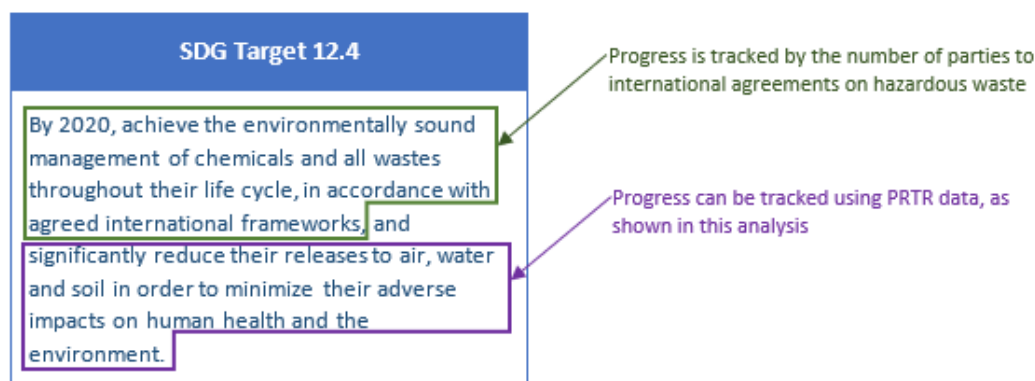 SDG Target 12.4
By 2020, achieve the environmentally sound
management of chemicals and all wastes
throughout their life cycle, in accordance with
agreed international frameworks, and
significantly reduce their releases to air, water
and soil in order to minimize their adverse
impacts on human health and the
environment.
Progress is tracked by the number of parties to
international agreements on hazardous waste
Progress can be tracked using PRTR data, as
shown in this analysis